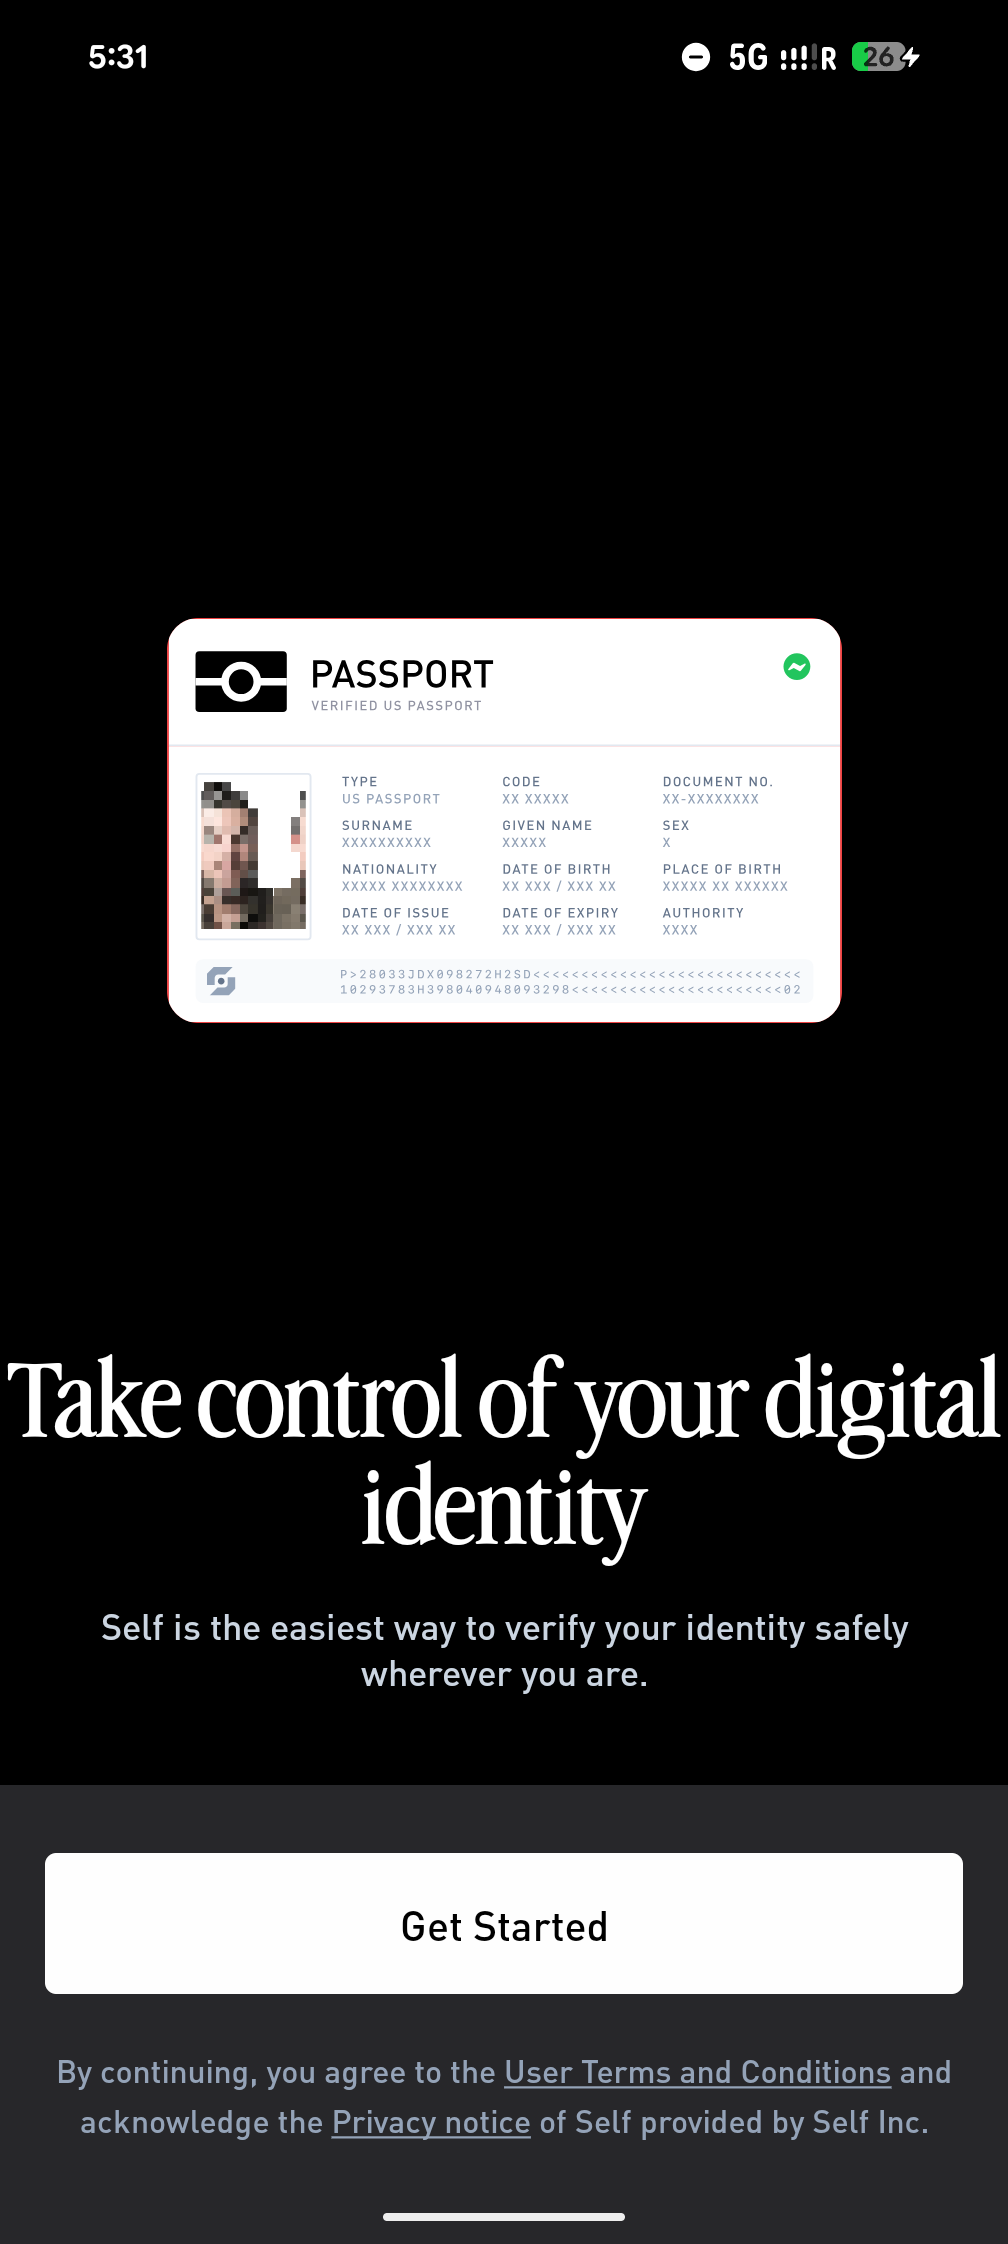 5:31
5G R 26
PASSPORT
VERIFIED US PASSPORT
TYPE CODE DOCUMENT NO.
US PASSPORT XX XXXXX XX-XXXXXXXX
SURNAME GIVEN NAME SEX
XXXXXXXXXX XXXXX X
NATIONALITY DATE OF BIRTH PLACE OF BIRTH
XXXXX XXXXXXXX XX XXX / XXX XX XXXXX XX XXXXXX
DATE OF ISSUE DATE OF EXPIRY AUTHORITY
XX XXX / XXX XX XX XXX / XXX XX XXXX
P>28033JDX098272H2SD<<<<<<<<<<<<<<<<<<<<<<<<<<<<
10293783H398040948093298<<<<<<<<<<<<<<<<<<<<<<02
Take control of your digital
identity
Self is the easiest way to verify your identity safely
wherever you are.
Get Started
By continuing, you agree to the User Terms and Conditions and
acknowledge the Privacy notice of Self provided by Self Inc.